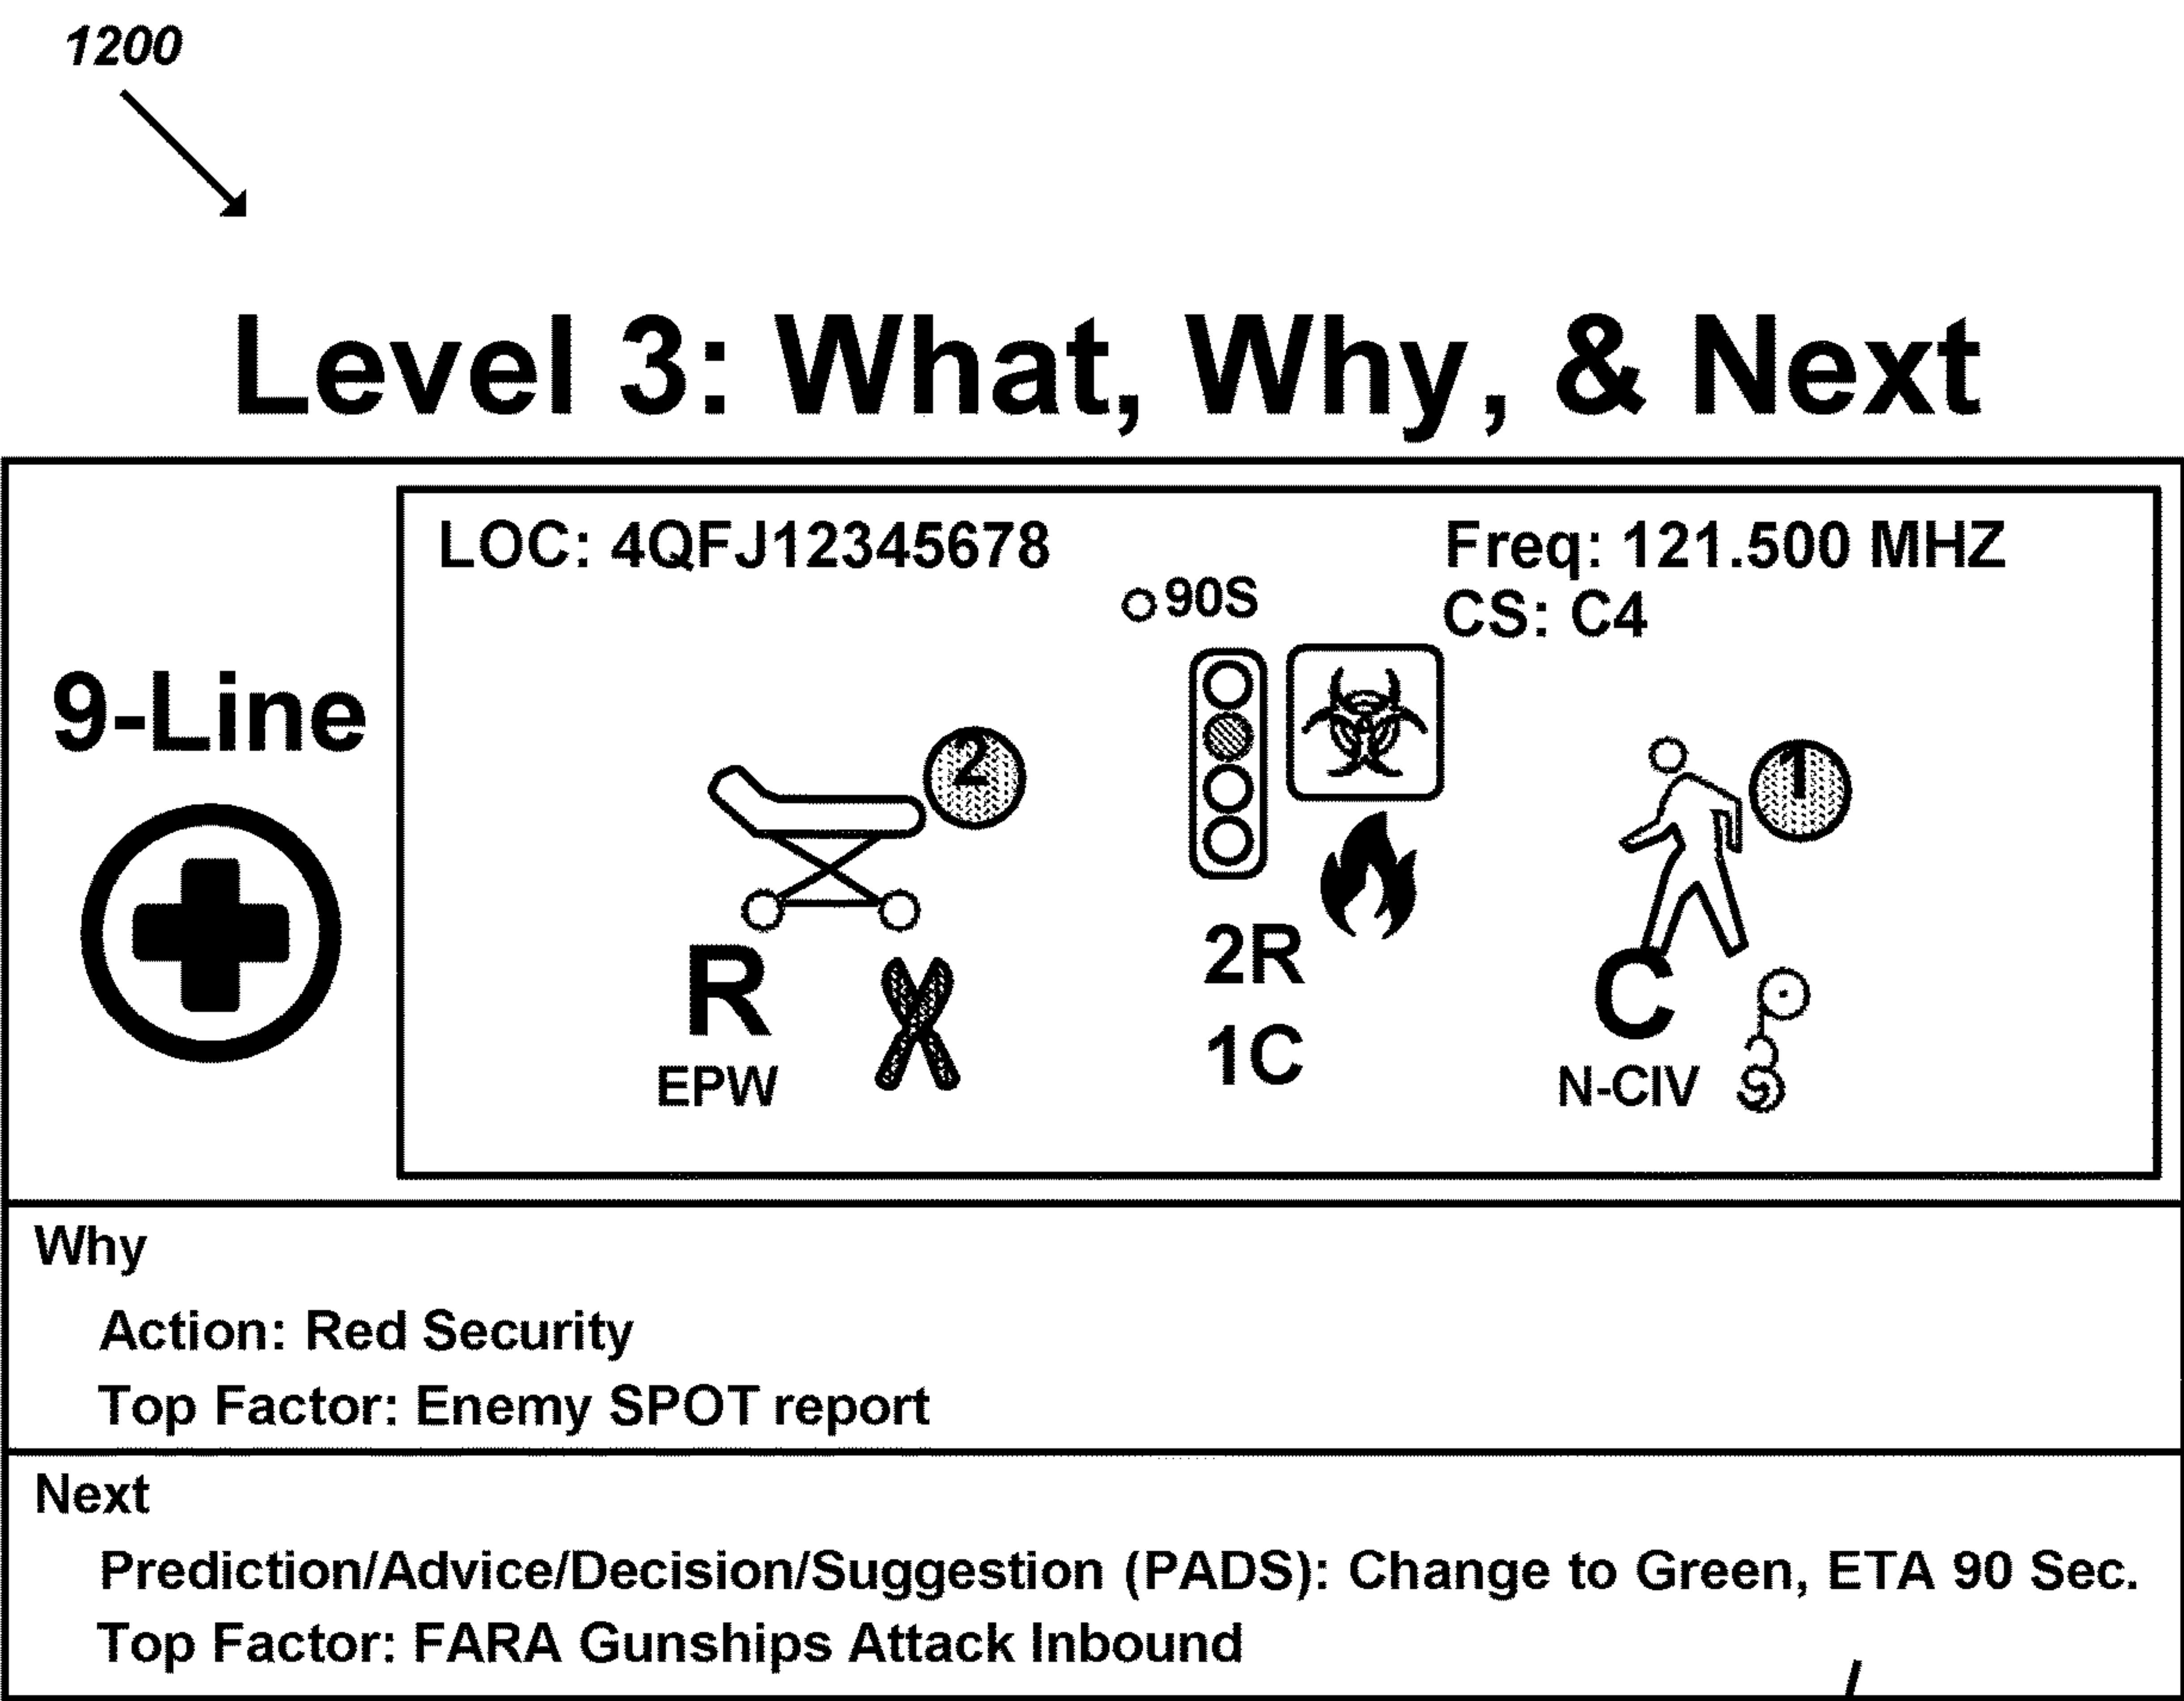 1200
Level 3: What, Why, & Next
9-Line
LOC: 4QFJ12345678
Freq: 121.500 MHZ
90S
CS: C4
2
1
R
EPW
2R
1C
C
N-CIV
S
Why
Action: Red Security
Top Factor: Enemy SPOT report
Next
Prediction/Advice/Decision/Suggestion (PADS): Change to Green, ETA 90 Sec.
Top Factor: FARA Gunships Attack Inbound